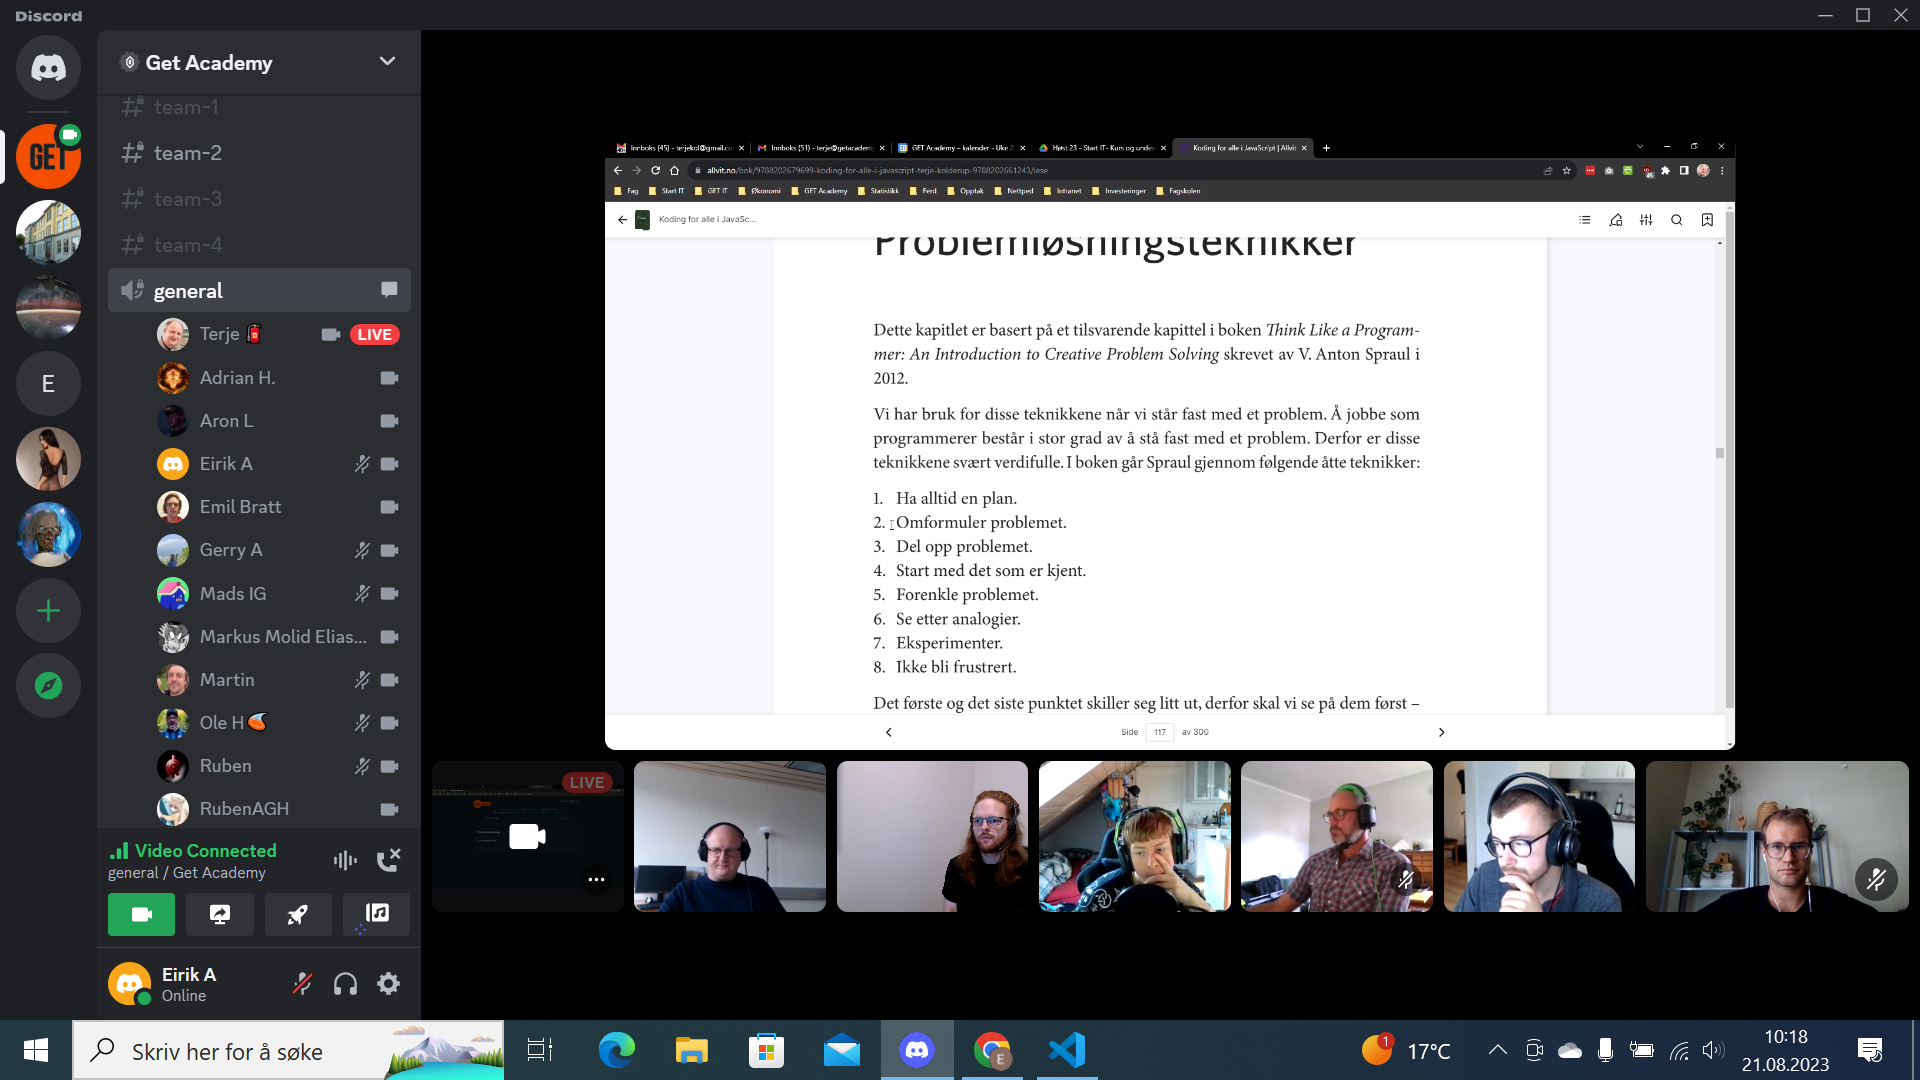 Discord
Get Academy
team-1
team-2
team-3
team-4
general
Terje
LIVE
Adrian H.
Aron L
Eirik A
Emil Bratt
Gerry A
Mads IG
Markus Molid Elias...
Martin
Ole H
Ruben
RubenAGH
Video Connected
general / Get Academy
Eirik A
Online
GET
E
Innboks (45) - terjekol@gmail.co
Innboks (51) - terje@getacadem
GET Academy – kalender - Uke 2
Høst 23 - Start IT- Kurs og under
Koding for alle i JavaScript | Allvit
allvit.no/bok/9788202679699-koding-for-alle-i-javascript-terje-kolderup-9788202661243/lese
Fag
Start IT
GET IT
Økonomi
GET Academy
Statistikk
Ferd
Opptak
Nettped
Intranet
Investeringer
Fagskolen
Koding for alle i JavaSc...
Problemløsningsteknikker
Dette kapitlet er basert på et tilsvarende kapittel i boken Think Like a Program-
mer: An Introduction to Creative Problem Solving skrevet av V. Anton Spraul i
2012.
Vi har bruk for disse teknikkene når vi står fast med et problem. Å jobbe som
programmerer består i stor grad av å stå fast med et problem. Derfor er disse
teknikkene svært verdifulle. I boken går Spraul gjennom følgende åtte teknikker:
1. Ha alltid en plan.
2. Omformuler problemet.
3. Del opp problemet.
4. Start med det som er kjent.
5. Forenkle problemet.
6. Se etter analogier.
7. Eksperimenter.
8. Ikke bli frustrert.
Det første og det siste punktet skiller seg litt ut, derfor skal vi se på dem først –
Side 117 av 300
LIVE
Skriv her for å søke
E
1
17°C
10:18
21.08.2023